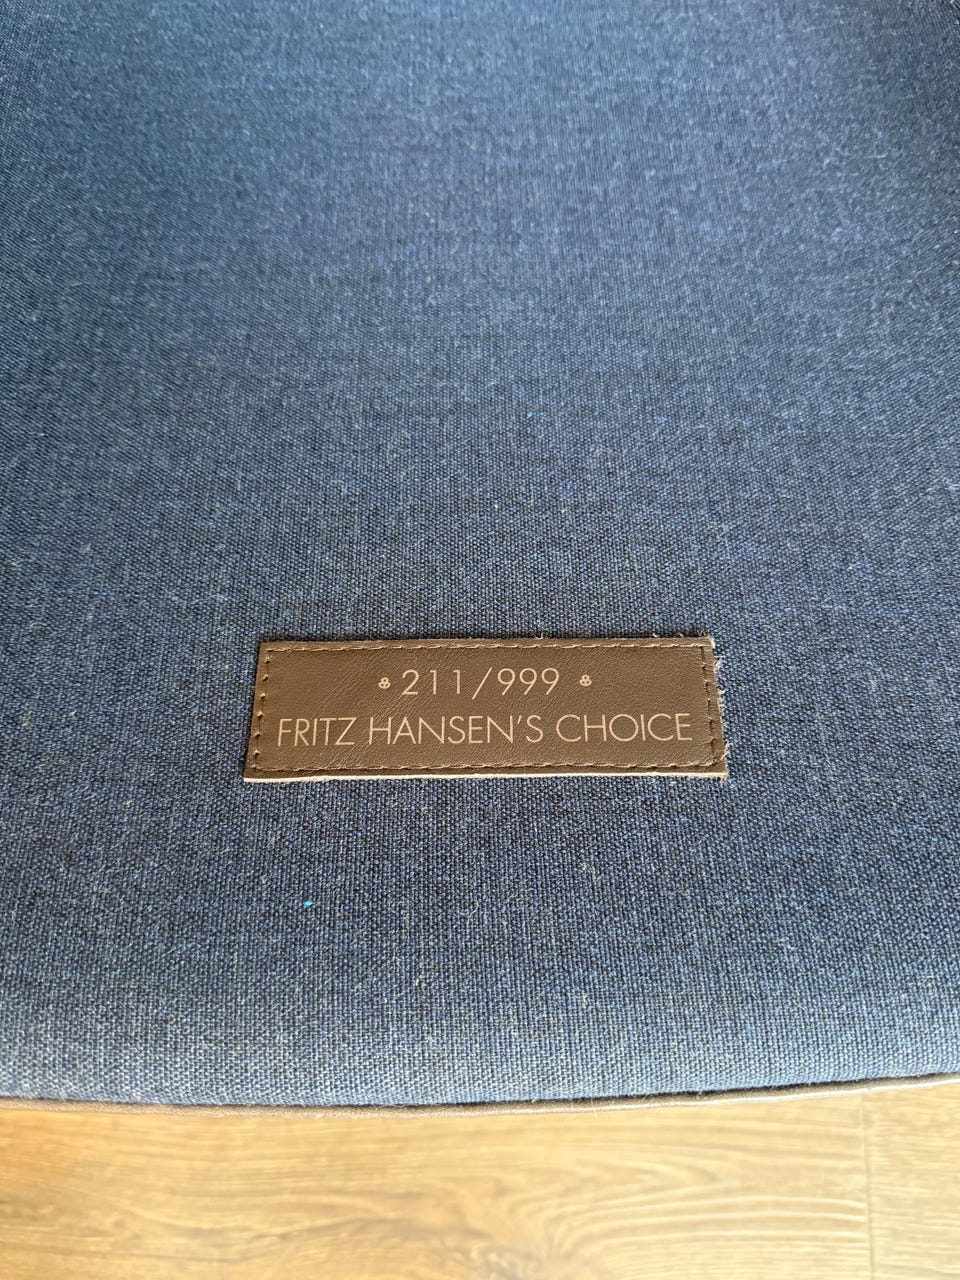 211/999
FRITZ HANSEN'S CHOICE